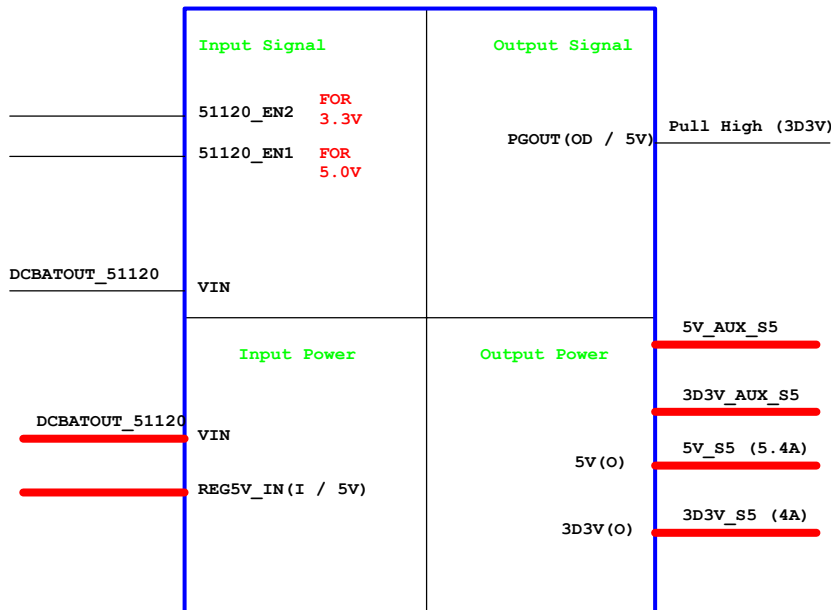 Input Signal
Output Signal
51120_EN2
FOR
3.3V
51120_EN1
FOR
5.0V
PGOUT(OD / 5V)
Pull High (3D3V)
DCBATOUT_51120
VIN
Input Power
Output Power
5V_AUX_S5
3D3V_AUX_S5
DCBATOUT_51120
VIN
5V(O)
5V_S5 (5.4A)
REG5V_IN(I / 5V)
3D3V(O)
3D3V_S5 (4A)